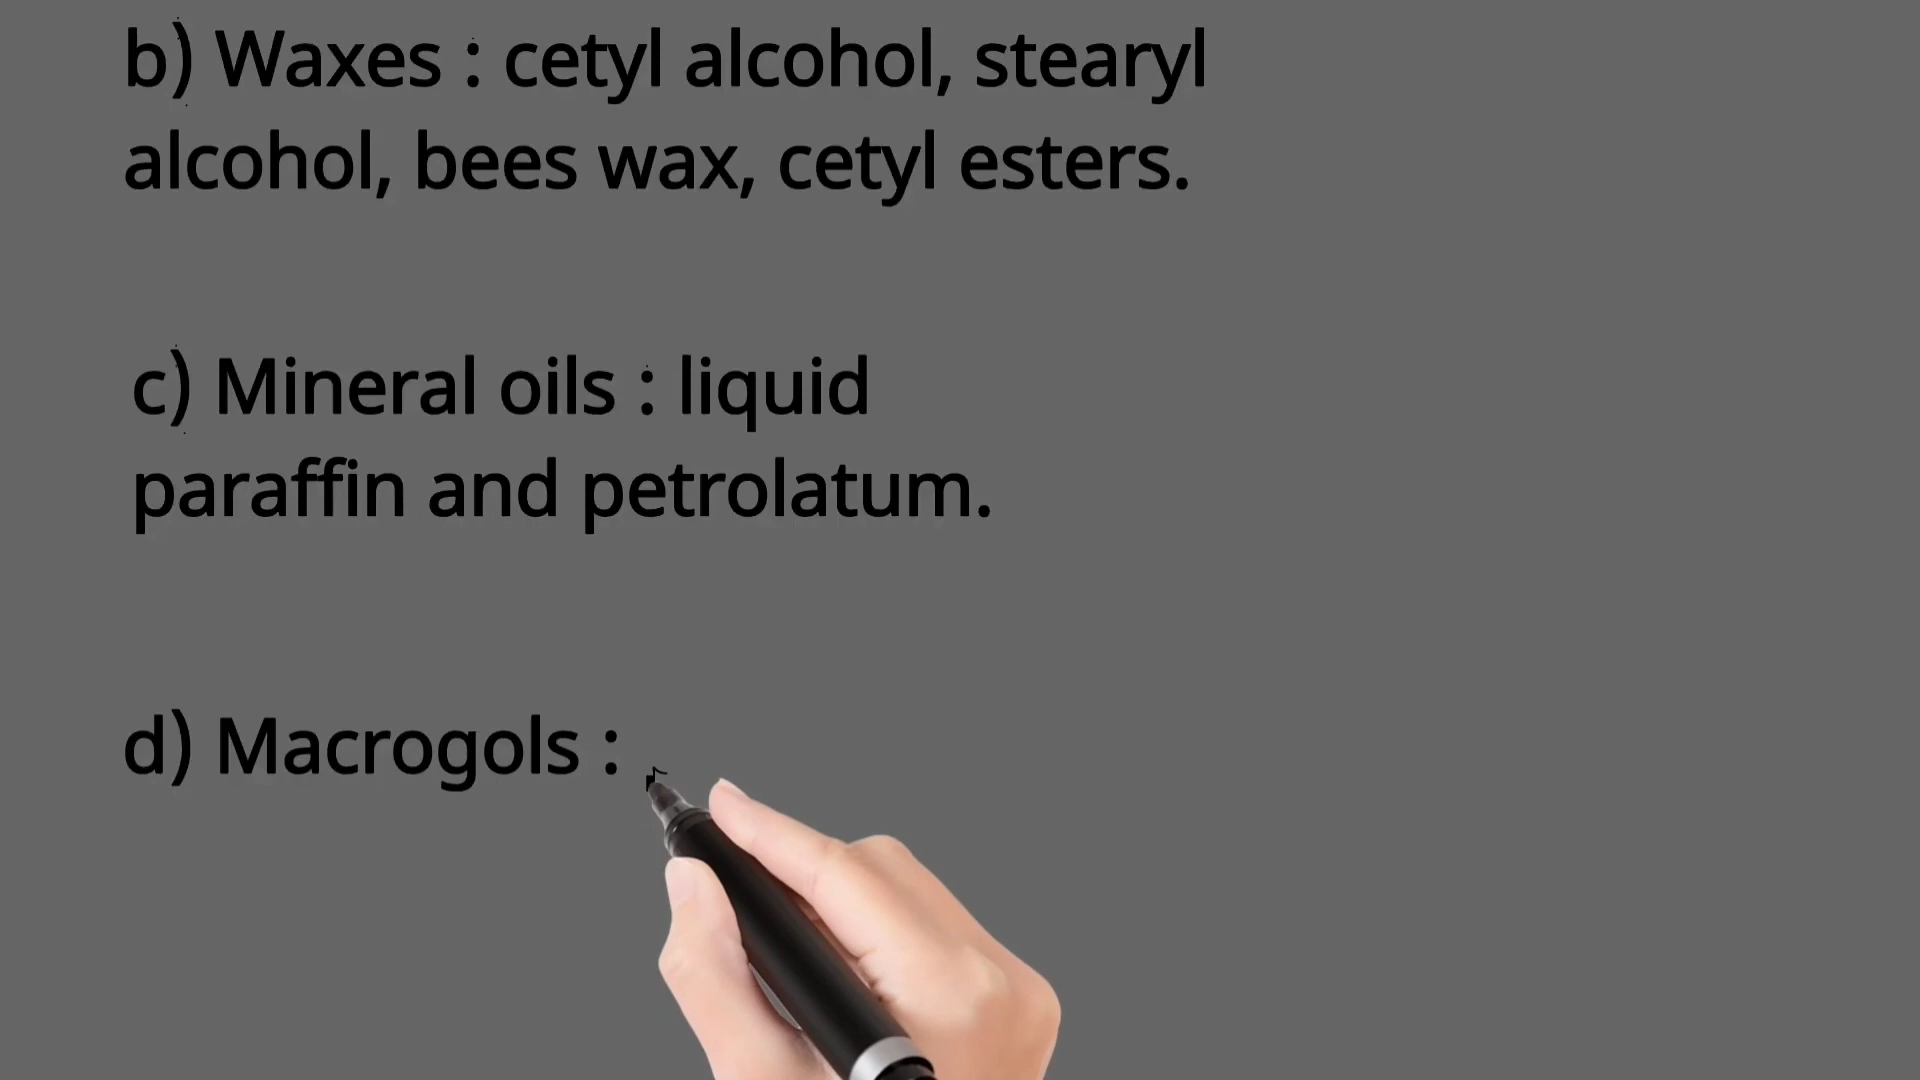 b) Waxes : cetyl alcohol, stearyl
alcohol, bees wax, cetyl esters.
c) Mineral oils : liquid
paraffin and petrolatum.
d) Macrogols :